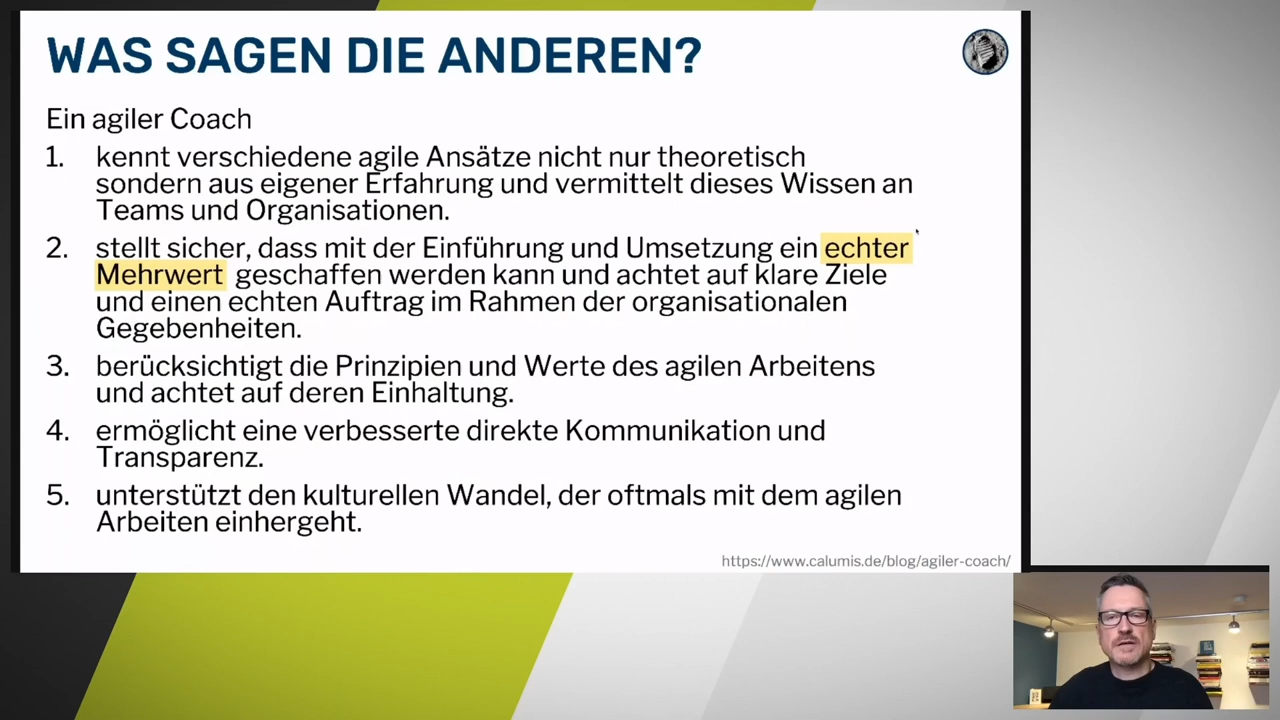 WAS SAGEN DIE ANDEREN?
Ein agiler Coach
1. kennt verschiedene agile Ansätze nicht nur theoretisch
sondern aus eigener Erfahrung und vermittelt dieses Wissen an
Teams und Organisationen.
2. stellt sicher, dass mit der Einführung und Umsetzung ein echter
Mehrwert geschaffen werden kann und achtet auf klare Ziele
und einen echten Auftrag im Rahmen der organisationalen
Gegebenheiten.
3. berücksichtigt die Prinzipien und Werte des agilen Arbeitens
und achtet auf deren Einhaltung.
4. ermöglicht eine verbesserte direkte Kommunikation und
Transparenz.
5. unterstützt den kulturellen Wandel, der oftmals mit dem agilen
Arbeiten einhergeht.
https://www.calumis.de/blog/agiler-coach/